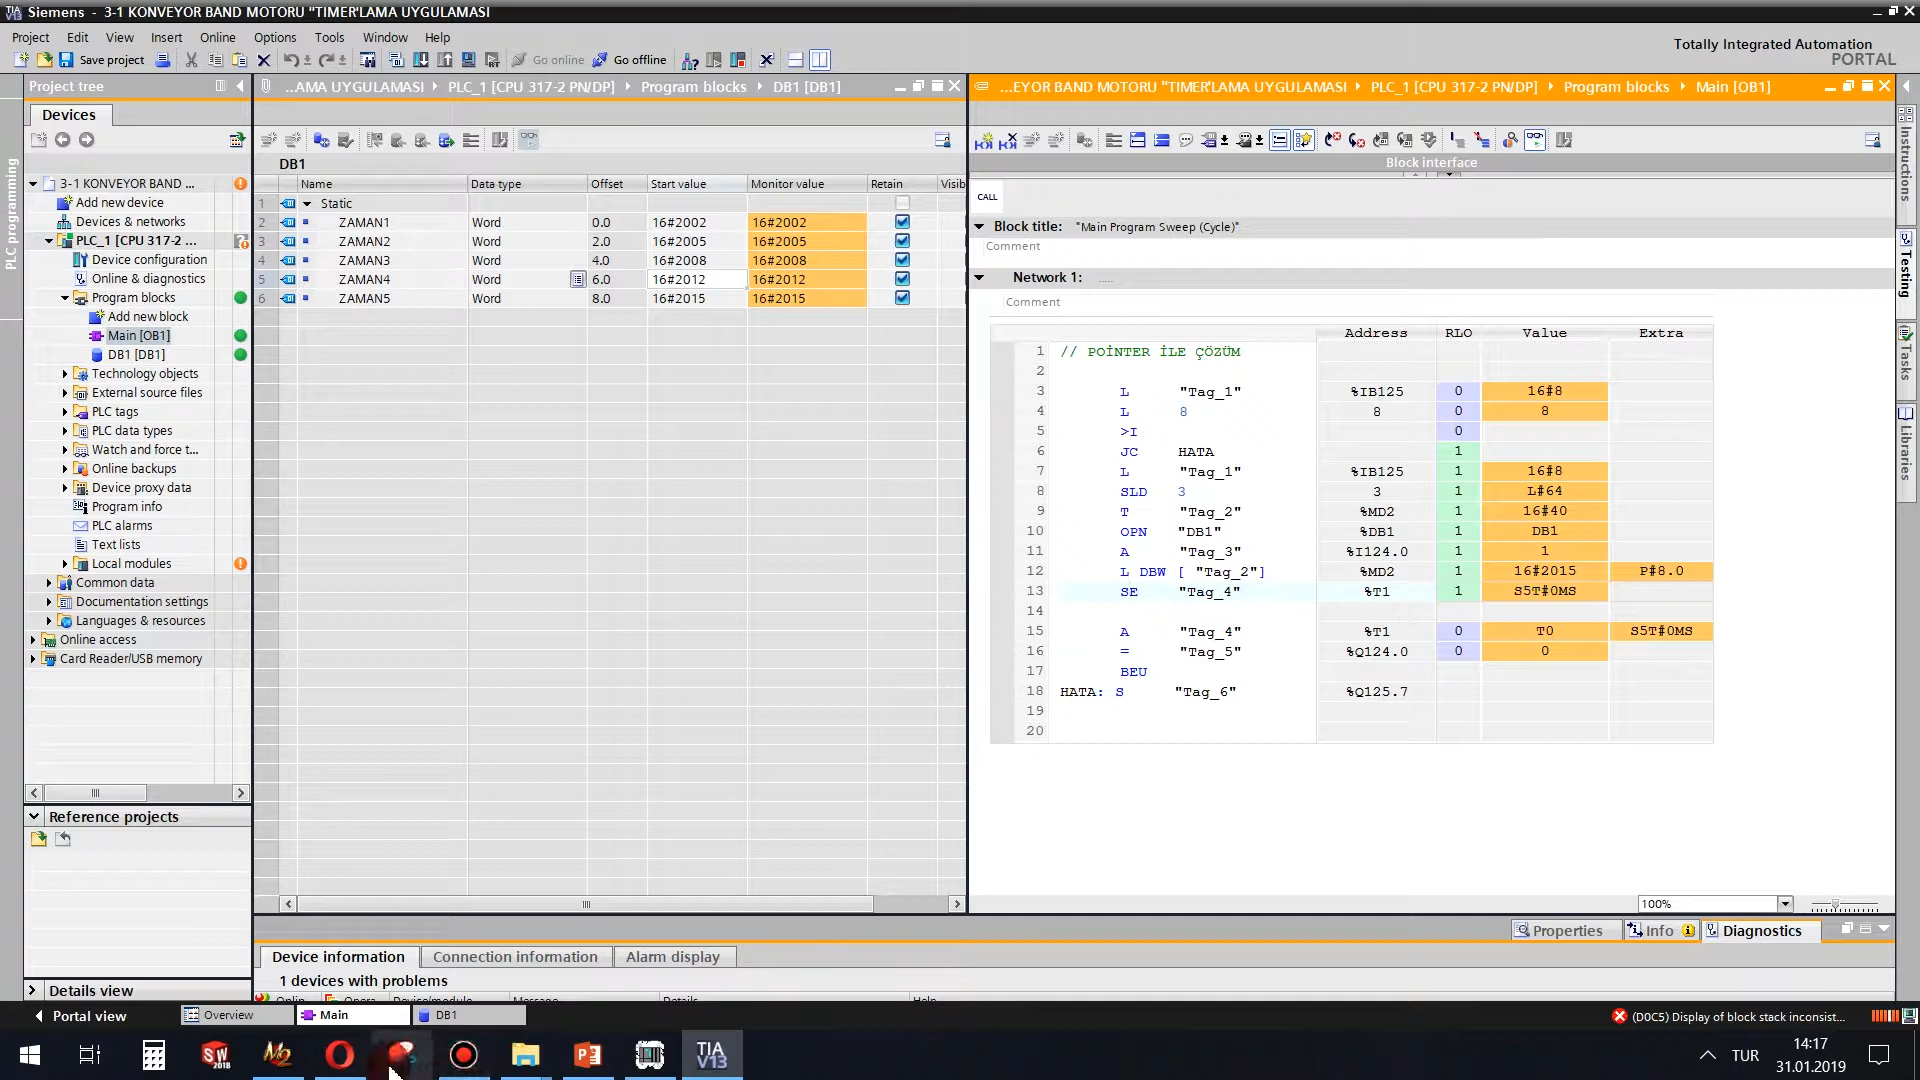 Siemens - 3-1 KONVEYOR BAND MOTORU "TIMER'LAMA UYGULAMASI
Project Edit View Insert Online Options Tools Window Help
Totally Integrated Automation
PORTAL
Save project Go online Go offline
Project tree
...AMA UYGULAMASI PLC_1 [CPU 317-2 PN/DP] Program blocks DB1 [DB1]
...EYOR BAND MOTORU "TIMER'LAMA UYGULAMASI PLC_1 [CPU 317-2 PN/DP] Program blocks Main [OB1]
Devices
PLC programming
3-1 KONVEYOR BAND ...
Add new device
Devices & networks
PLC_1 [CPU 317-2 ...
Device configuration
Online & diagnostics
Program blocks
Add new block
Main [OB1]
DB1 [DB1]
Technology objects
External source files
PLC tags
PLC data types
Watch and force t...
Online backups
Device proxy data
Program info
PLC alarms
Text lists
Local modules
Common data
Documentation settings
Languages & resources
Online access
Card Reader/USB memory
Reference projects
Details view
DB1
Name Data type Offset Start value Monitor value Retain Visib
1 Static
2 ZAMAN1 Word 0.0 16#2002 16#2002
3 ZAMAN2 Word 2.0 16#2005 16#2005
4 ZAMAN3 Word 4.0 16#2008 16#2008
5 ZAMAN4 Word 6.0 16#2012 16#2012
6 ZAMAN5 Word 8.0 16#2015 16#2015
Block interface
CALL
Block title: "Main Program Sweep (Cycle)"
Comment
Network 1: .....
Comment
Address RLO Value Extra
1 // POİNTER İLE ÇÖZÜM
2
3 L "Tag_1" %IB125 0 16#8
4 L 8 8 0 8
5 >I 0
6 JC HATA 1
7 L "Tag_1" %IB125 1 16#8
8 SLD 3 3 1 L#64
9 T "Tag_2" %MD2 1 16#40
10 OPN "DB1" %DB1 1 DB1
11 A "Tag_3" %I124.0 1 1
12 L DBW [ "Tag_2"] %MD2 1 16#2015 P#8.0
13 SE "Tag_4" %T1 1 S5T#0MS
14
15 A "Tag_4" %T1 0 T0 S5T#0MS
16 = "Tag_5" %Q124.0 0 0
17 BEU
18 HATA: S "Tag_6" %Q125.7
19
20
100%
Instructions
Testing
Tasks
Libraries
Properties Info Diagnostics
Device information Connection information Alarm display
1 devices with problems
Onlin Opera Device/module Message Details Help
Portal view Overview Main DB1
(D0C5) Display of block stack inconsist...
SW 2018
TIA V13
TUR
14:17
31.01.2019